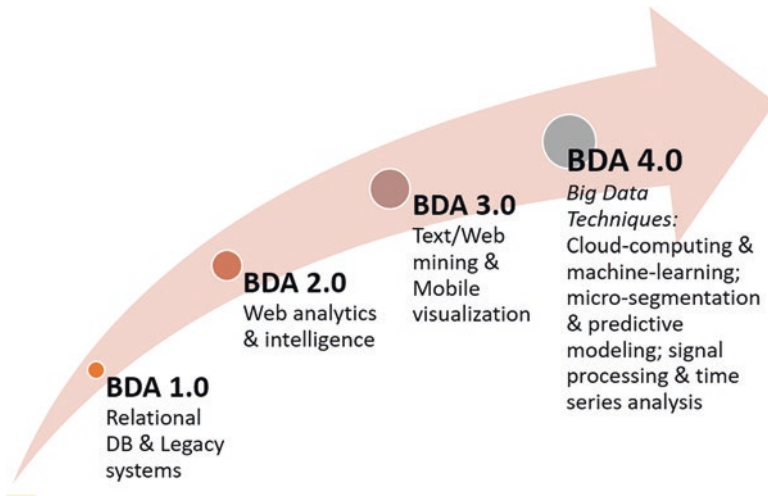 BDA 1.0
Relational
DB & Legacy
systems
BDA 2.0
Web analytics
& intelligence
BDA 3.0
Text/Web
mining &
Mobile
visualization
BDA 4.0
Big Data
Techniques:
Cloud-computing &
machine-learning;
micro-segmentation
& predictive
modeling; signal
processing & time
series analysis